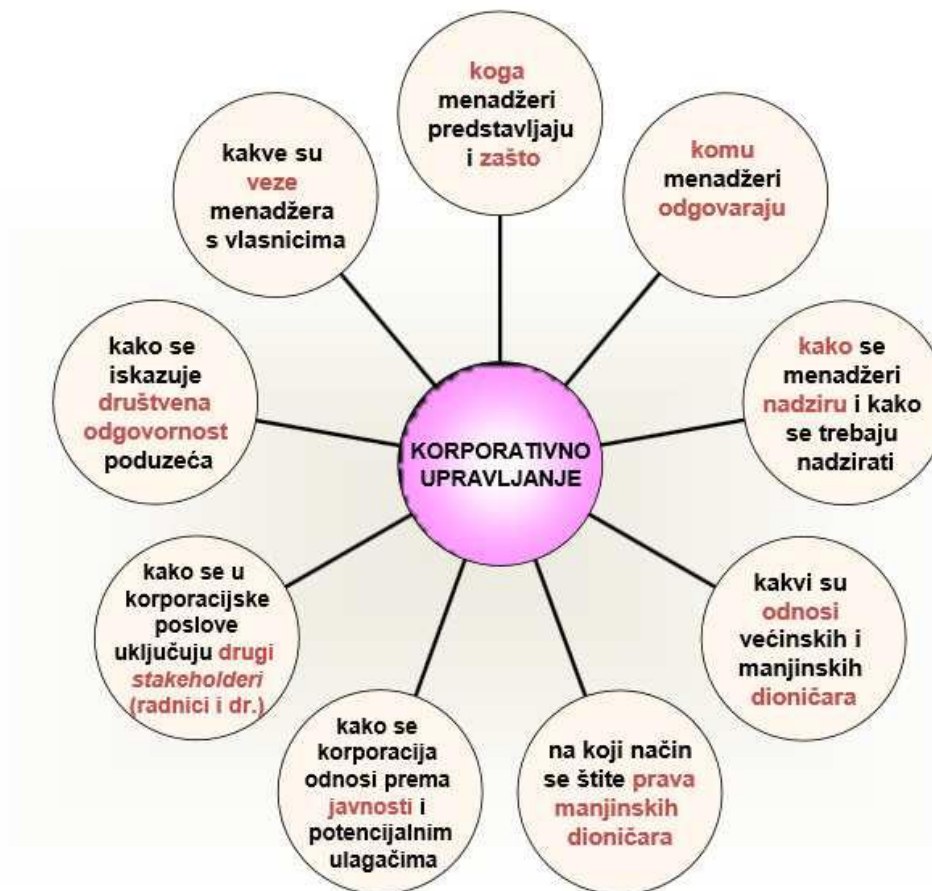 koga
menadžeri
predstavljaju
i zašto
komu
menadžeri
odgovaraju
kako se
menadžeri
nadziru i kako
se trebaju
nadzirati
kakvi su
odnosi
većinskih i
manjinskih
dioničara
na koji način
se štite prava
manjinskih
dioničara
kako se
korporacija
odnosi prema
javnosti i
potencijalnim
ulagačima
kako se u
korporacijske
poslove
uključuju drugi
stakeholderi
(radnici i dr.)
kako se
iskazuje
društvena
odgovornost
poduzeća
kakve su
veze
menadžera
s vlasnicima
KORPORATIVNO
UPRAVLJANJE